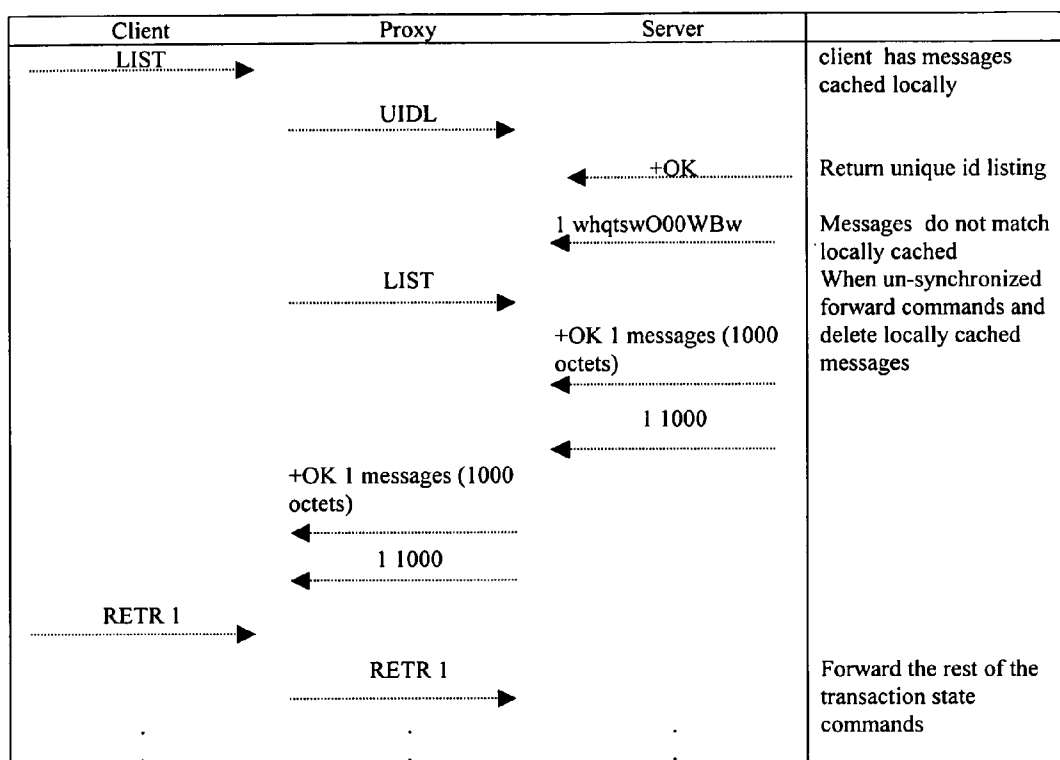 Client Proxy Server
LIST
client has messages
cached locally
UIDL
+OK
Return unique id listing
1 whqtswO00WBw
Messages do not match
locally cached
LIST
When un-synchronized
forward commands and
delete locally cached
messages
+OK 1 messages (1000
octets)
1 1000
+OK 1 messages (1000
octets)
1 1000
RETR 1
RETR 1
Forward the rest of the
transaction state
commands
. . .
. . .